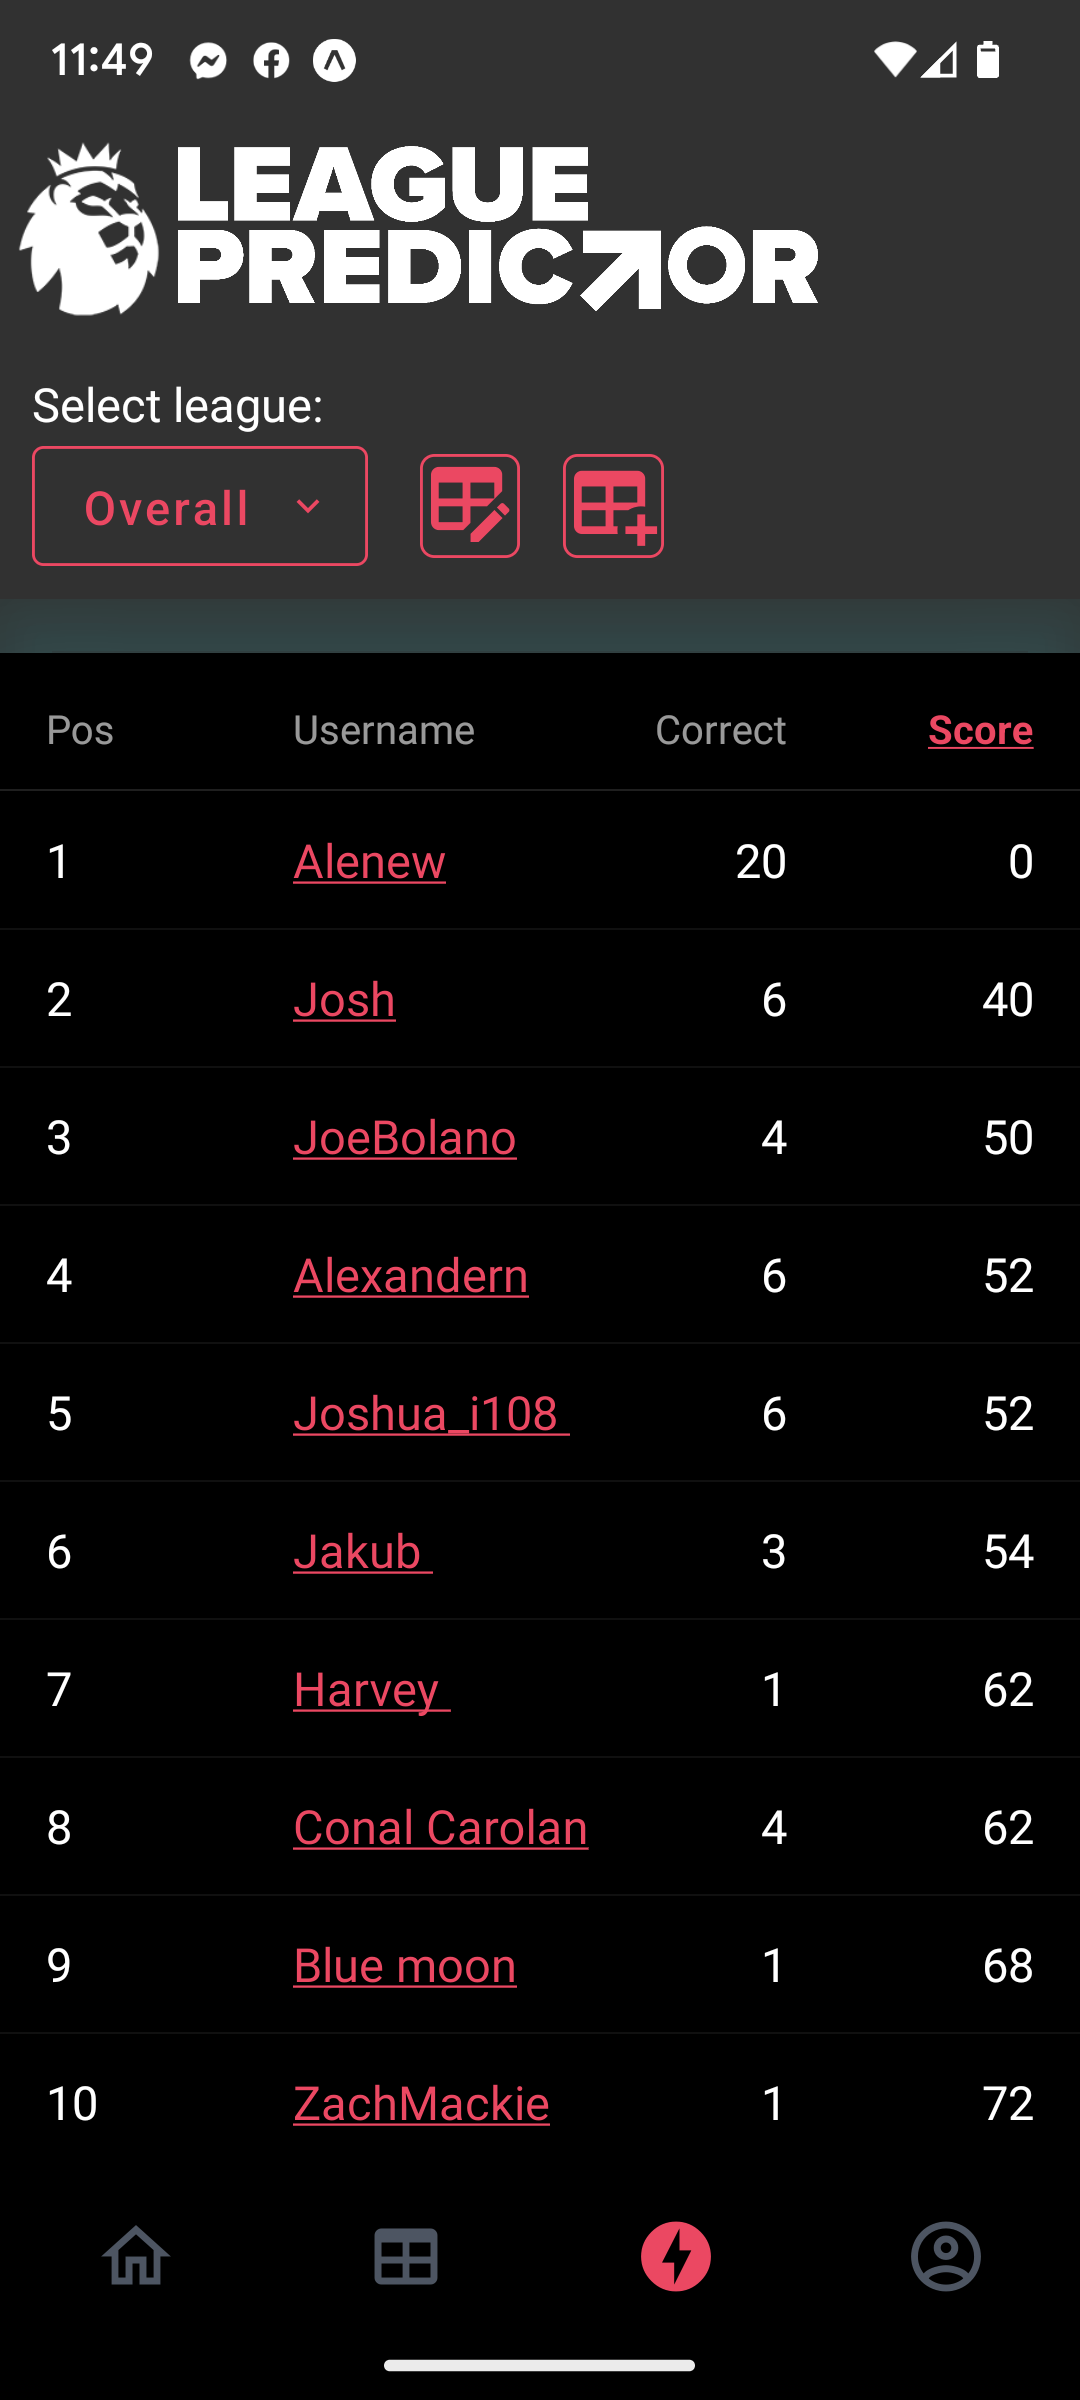 11:49
LEAGUE
PREDICTOR
Select league:
Overall
Pos Username Correct Score
1 Alenew 20 0
2 Josh 6 40
3 JoeBolano 4 50
4 Alexandern 6 52
5 Joshua_i108 6 52
6 Jakub 3 54
7 Harvey 1 62
8 Conal Carolan 4 62
9 Blue moon 1 68
10 ZachMackie 1 72